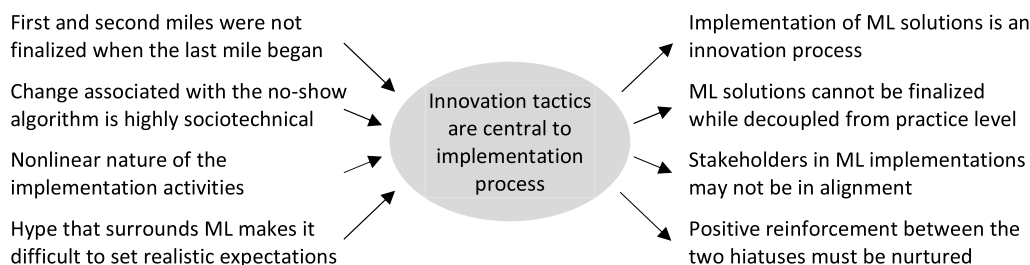 First and second miles were not
finalized when the last mile began
Change associated with the no-show
algorithm is highly sociotechnical
Nonlinear nature of the
implementation activities
Hype that surrounds ML makes it
difficult to set realistic expectations
Innovation tactics
are central to
implementation
process
Implementation of ML solutions is an
innovation process
ML solutions cannot be finalized
while decoupled from practice level
Stakeholders in ML implementations
may not be in alignment
Positive reinforcement between the
two hiatuses must be nurtured